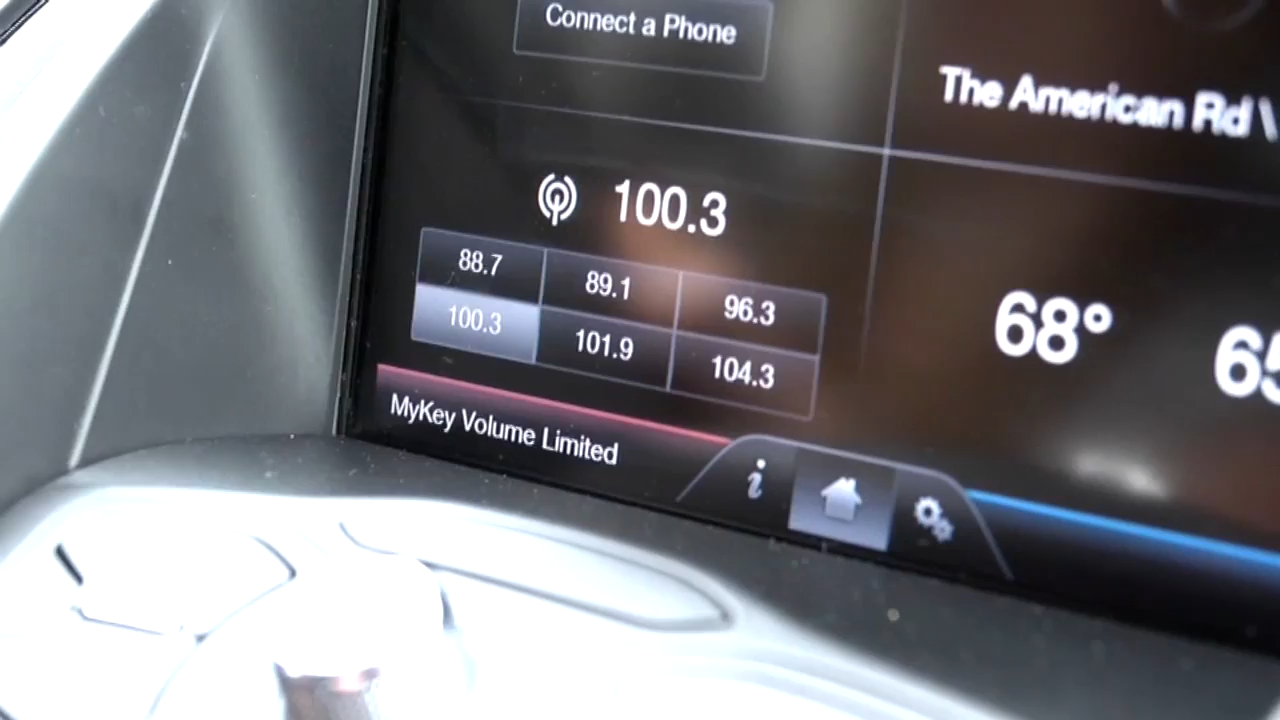 Connect a Phone
The American Rd \
100.3
88.7 89.1 96.3
100.3 101.9 104.3
68°
65
MyKey Volume Limited
i